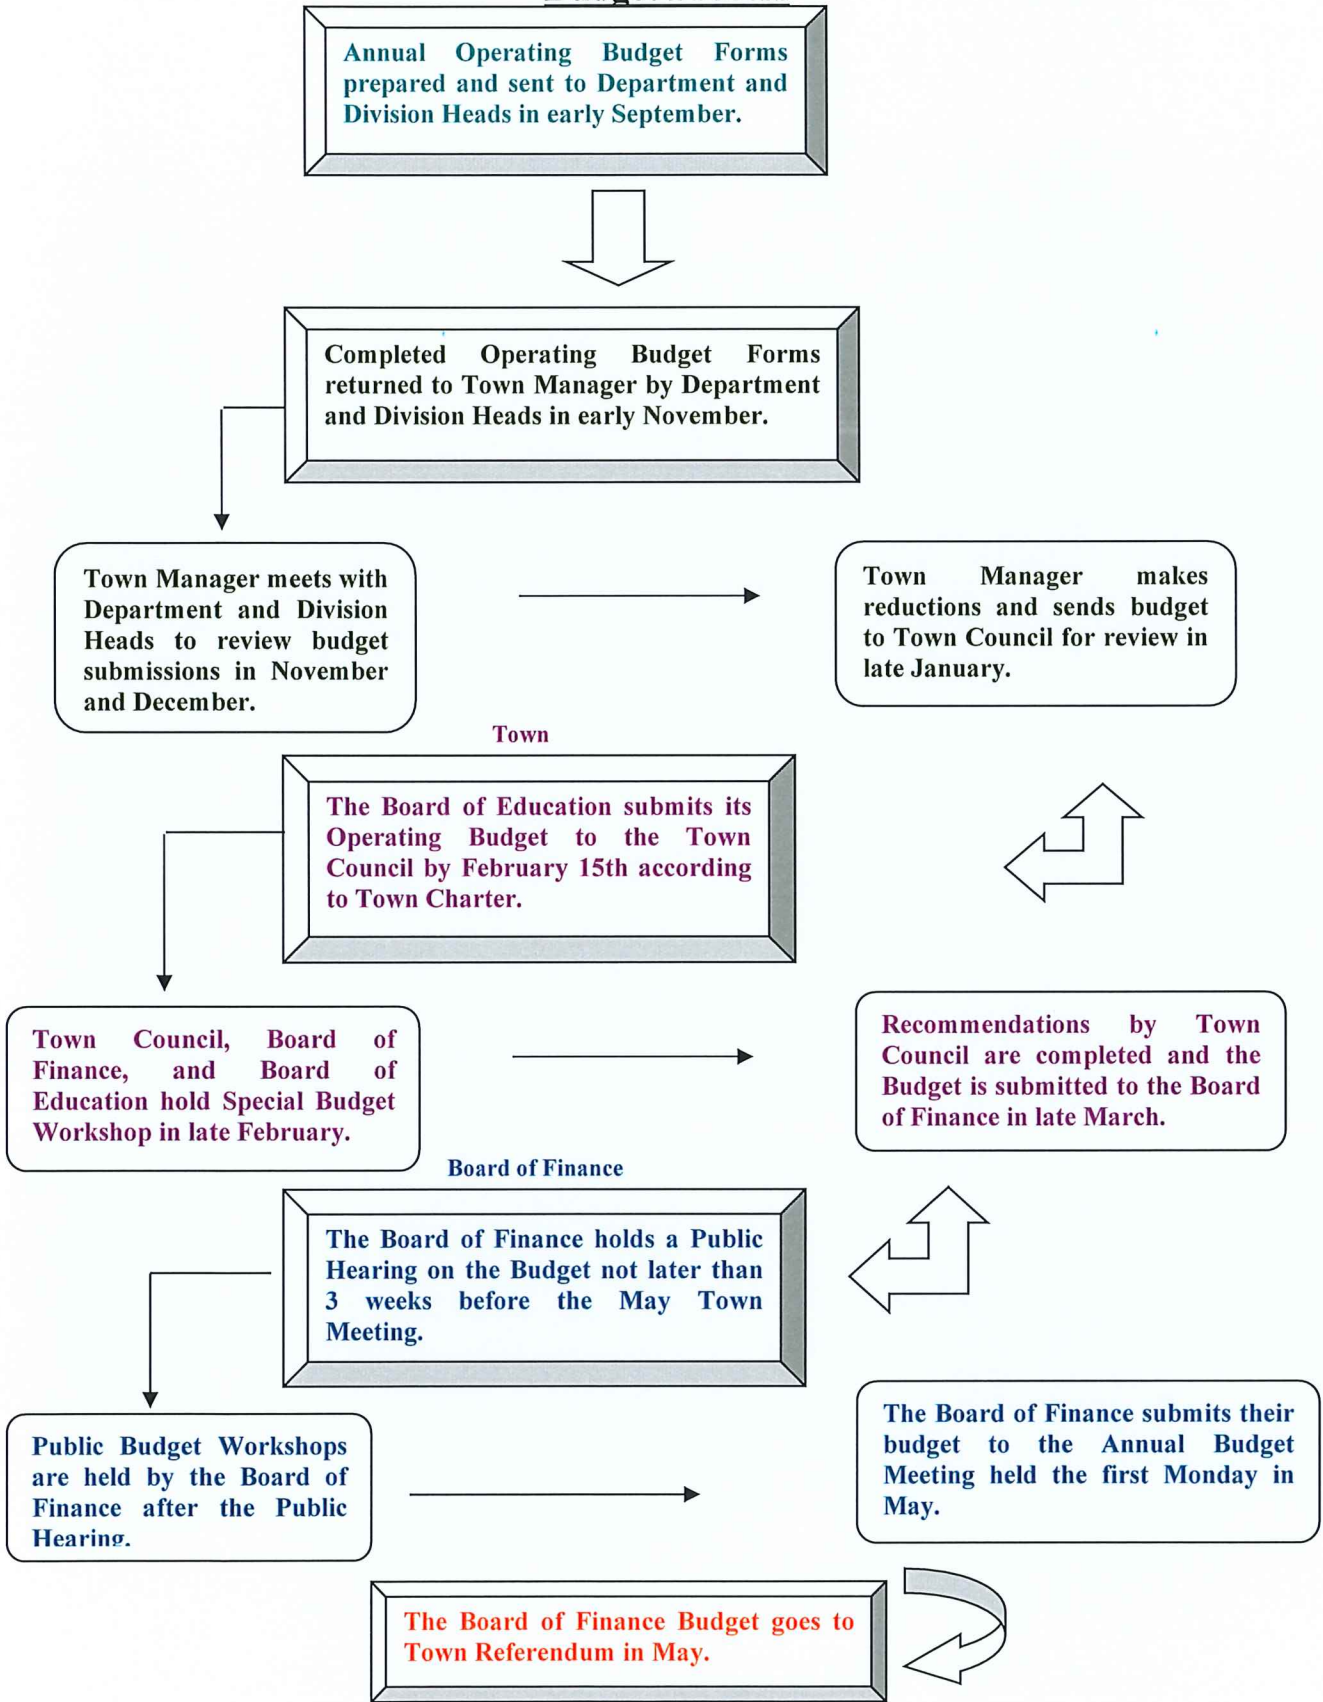 Annual Operating Budget Forms
prepared and sent to Department and
Division Heads in early September.
Completed Operating Budget Forms
returned to Town Manager by Department
and Division Heads in early November.
Town Manager meets with
Department and Division
Heads to review budget
submissions in November
and December.
Town Manager makes
reductions and sends budget
to Town Council for review in
late January.
Town
The Board of Education submits its
Operating Budget to the Town
Council by February 15th according
to Town Charter.
Town Council, Board of
Finance, and Board of
Education hold Special Budget
Workshop in late February.
Recommendations by Town
Council are completed and the
Budget is submitted to the Board
of Finance in late March.
Board of Finance
The Board of Finance holds a Public
Hearing on the Budget not later than
3 weeks before the May Town
Meeting.
Public Budget Workshops
are held by the Board of
Finance after the Public
Hearing.
The Board of Finance submits their
budget to the Annual Budget
Meeting held the first Monday in
May.
The Board of Finance Budget goes to
Town Referendum in May.